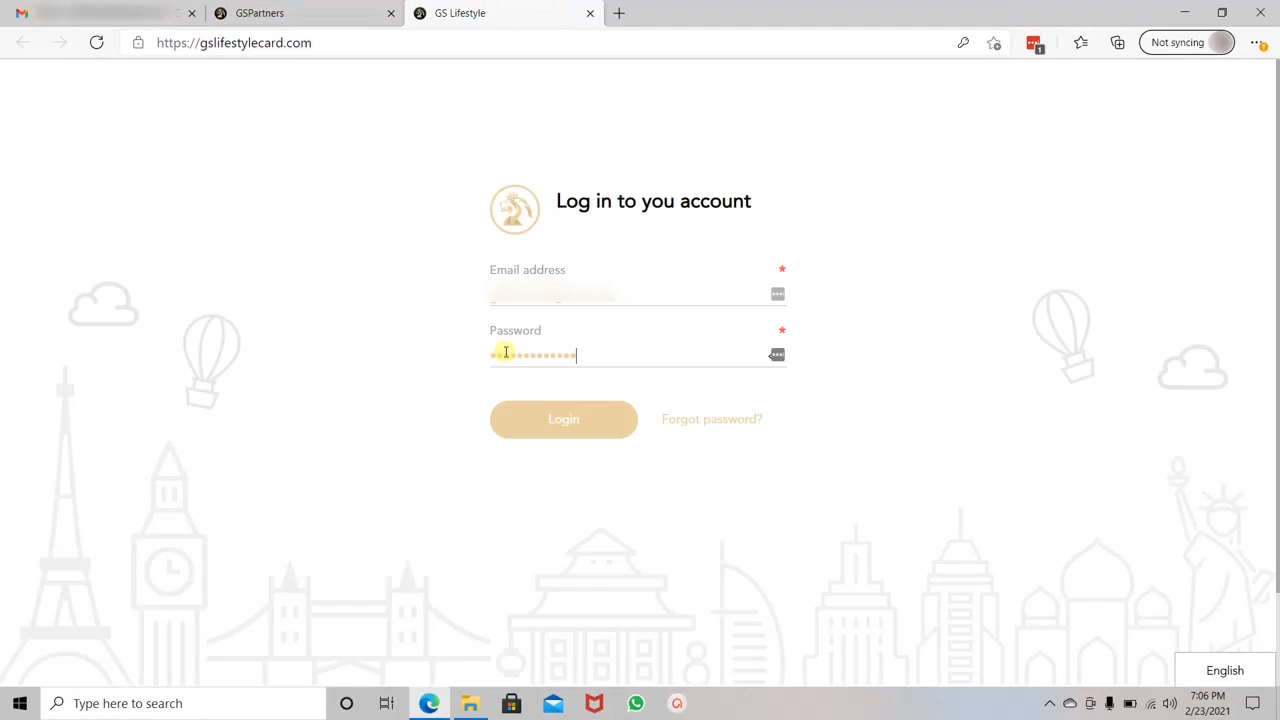 GSPartners
GS Lifestyle
https://gslifestylecard.com
1
Not syncing
Log in to you account
Email address *
Password *
Login
Forgot password?
English
Type here to search
7:06 PM
2/23/2021